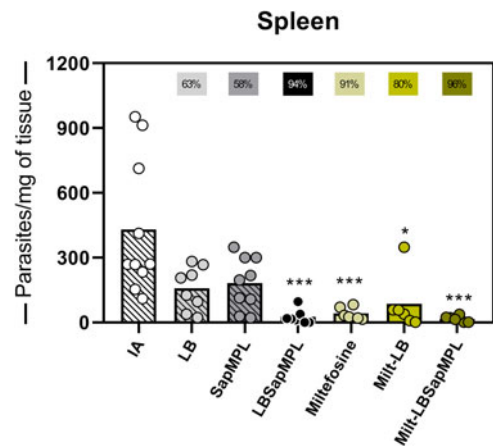 Spleen
63% 58% 94% 91% 80% 96%
— Parasites/mg of tissue —
1200
900
600
300
0
*** *** * ***
IA LB SapMPL LBSapMPL Miltefosine Milt-LB Milt-LBSapMPL